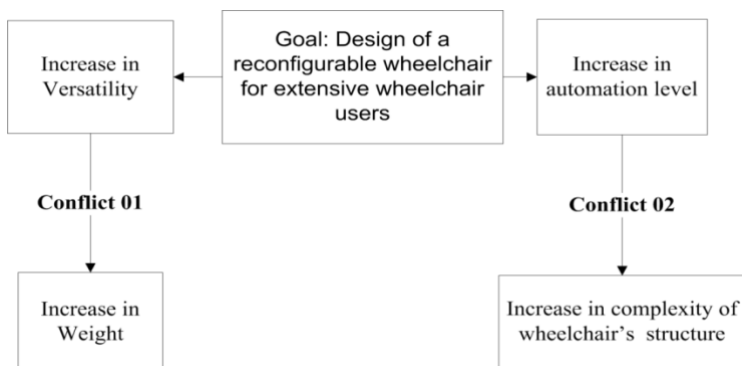 Increase in
Versatility
Goal: Design of a
reconfigurable wheelchair
for extensive wheelchair
users
Increase in
automation level
Conflict 01
Conflict 02
Increase in
Weight
Increase in complexity of
wheelchair's structure